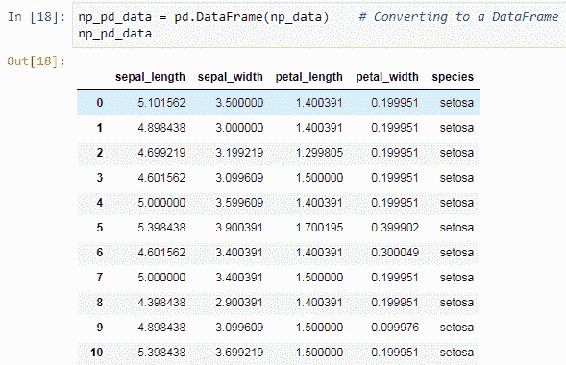 In [18]: np_pd_data = pd.DataFrame(np_data) # Converting to a DataFrame
np_pd_data
Out[18]:
sepal_length sepal_width petal_length petal_width species
0 5.101562 3.500000 1.400391 0.199951 setosa
1 4.898438 3.000000 1.400391 0.199951 setosa
2 4.699219 3.199219 1.299805 0.199951 setosa
3 4.601562 3.099609 1.500000 0.199951 setosa
4 5.000000 3.599609 1.400391 0.199951 setosa
5 5.398438 3.900391 1.700195 0.399902 setosa
6 4.601562 3.400391 1.400391 0.300049 setosa
7 5.000000 3.400391 1.500000 0.199951 setosa
8 4.398438 2.900391 1.400391 0.199951 setosa
9 4.898438 3.099609 1.500000 0.099976 setosa
10 5.398438 3.699219 1.500000 0.199951 setosa